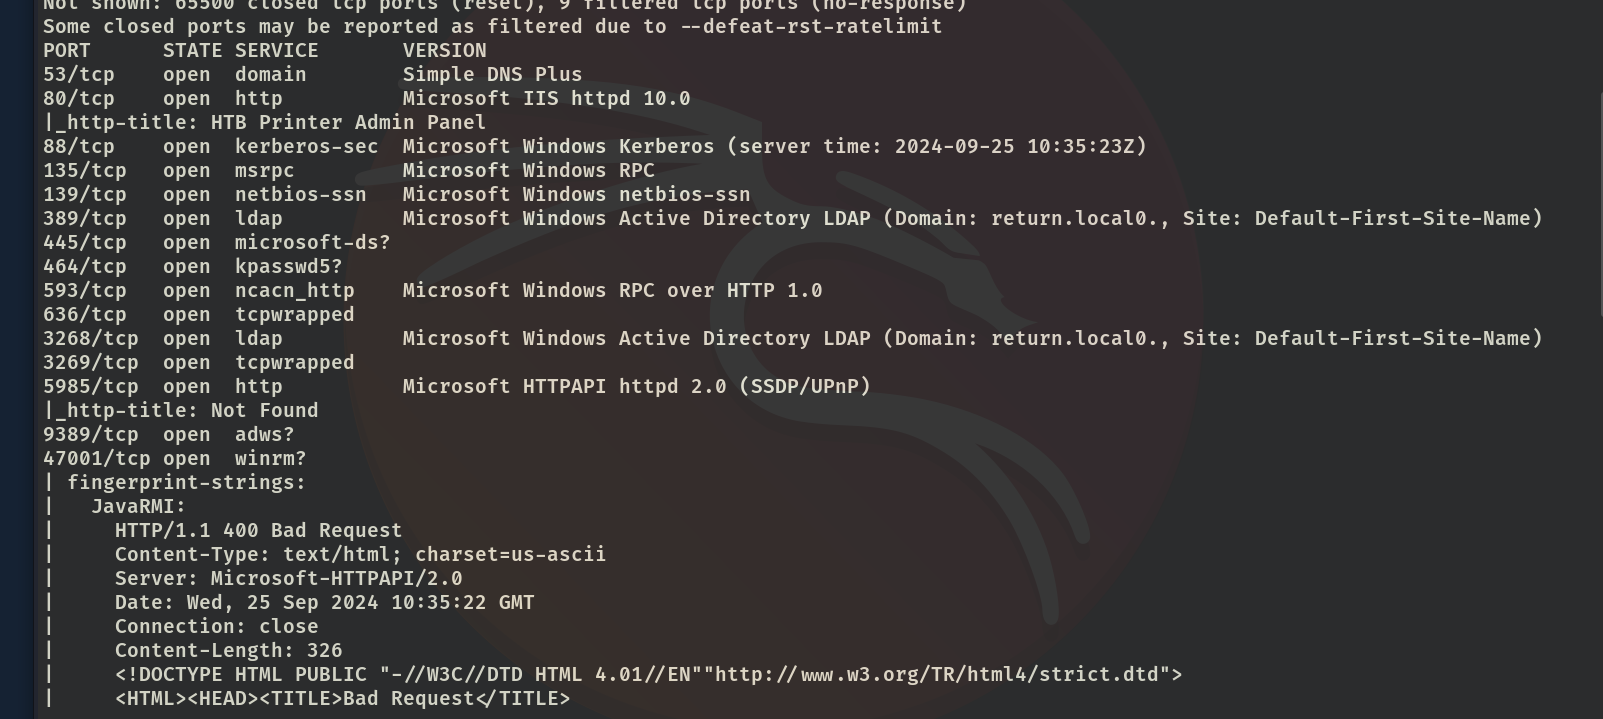 Not shown: 65500 closed tcp ports (reset), 9 filtered tcp ports (no-response)
Some closed ports may be reported as filtered due to --defeat-rst-ratelimit
PORT      STATE SERVICE       VERSION
53/tcp    open  domain        Simple DNS Plus
80/tcp    open  http          Microsoft IIS httpd 10.0
|_http-title: HTB Printer Admin Panel
88/tcp    open  kerberos-sec  Microsoft Windows Kerberos (server time: 2024-09-25 10:35:23Z)
135/tcp   open  msrpc         Microsoft Windows RPC
139/tcp   open  netbios-ssn   Microsoft Windows netbios-ssn
389/tcp   open  ldap          Microsoft Windows Active Directory LDAP (Domain: return.local0., Site: Default-First-Site-Name)
445/tcp   open  microsoft-ds?
464/tcp   open  kpasswd5?
593/tcp   open  ncacn_http    Microsoft Windows RPC over HTTP 1.0
636/tcp   open  tcpwrapped
3268/tcp  open  ldap          Microsoft Windows Active Directory LDAP (Domain: return.local0., Site: Default-First-Site-Name)
3269/tcp  open  tcpwrapped
5985/tcp  open  http          Microsoft HTTPAPI httpd 2.0 (SSDP/UPnP)
|_http-title: Not Found
9389/tcp  open  adws?
47001/tcp open  winrm?
| fingerprint-strings:
|   JavaRMI:
|     HTTP/1.1 400 Bad Request
|     Content-Type: text/html; charset=us-ascii
|     Server: Microsoft-HTTPAPI/2.0
|     Date: Wed, 25 Sep 2024 10:35:22 GMT
|     Connection: close
|     Content-Length: 326
|     <!DOCTYPE HTML PUBLIC "-//W3C//DTD HTML 4.01//EN""http://www.w3.org/TR/html4/strict.dtd">
|     <HTML><HEAD><TITLE>Bad Request</TITLE>